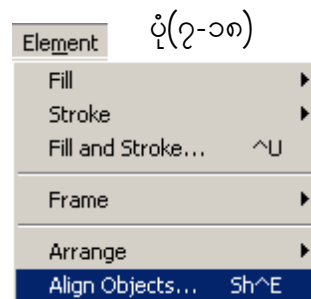 ပုံ(၇-၁၈)
Element
Fill
Stroke
Fill and Stroke... ^U
Frame
Arrange
Align Objects... Sh^E